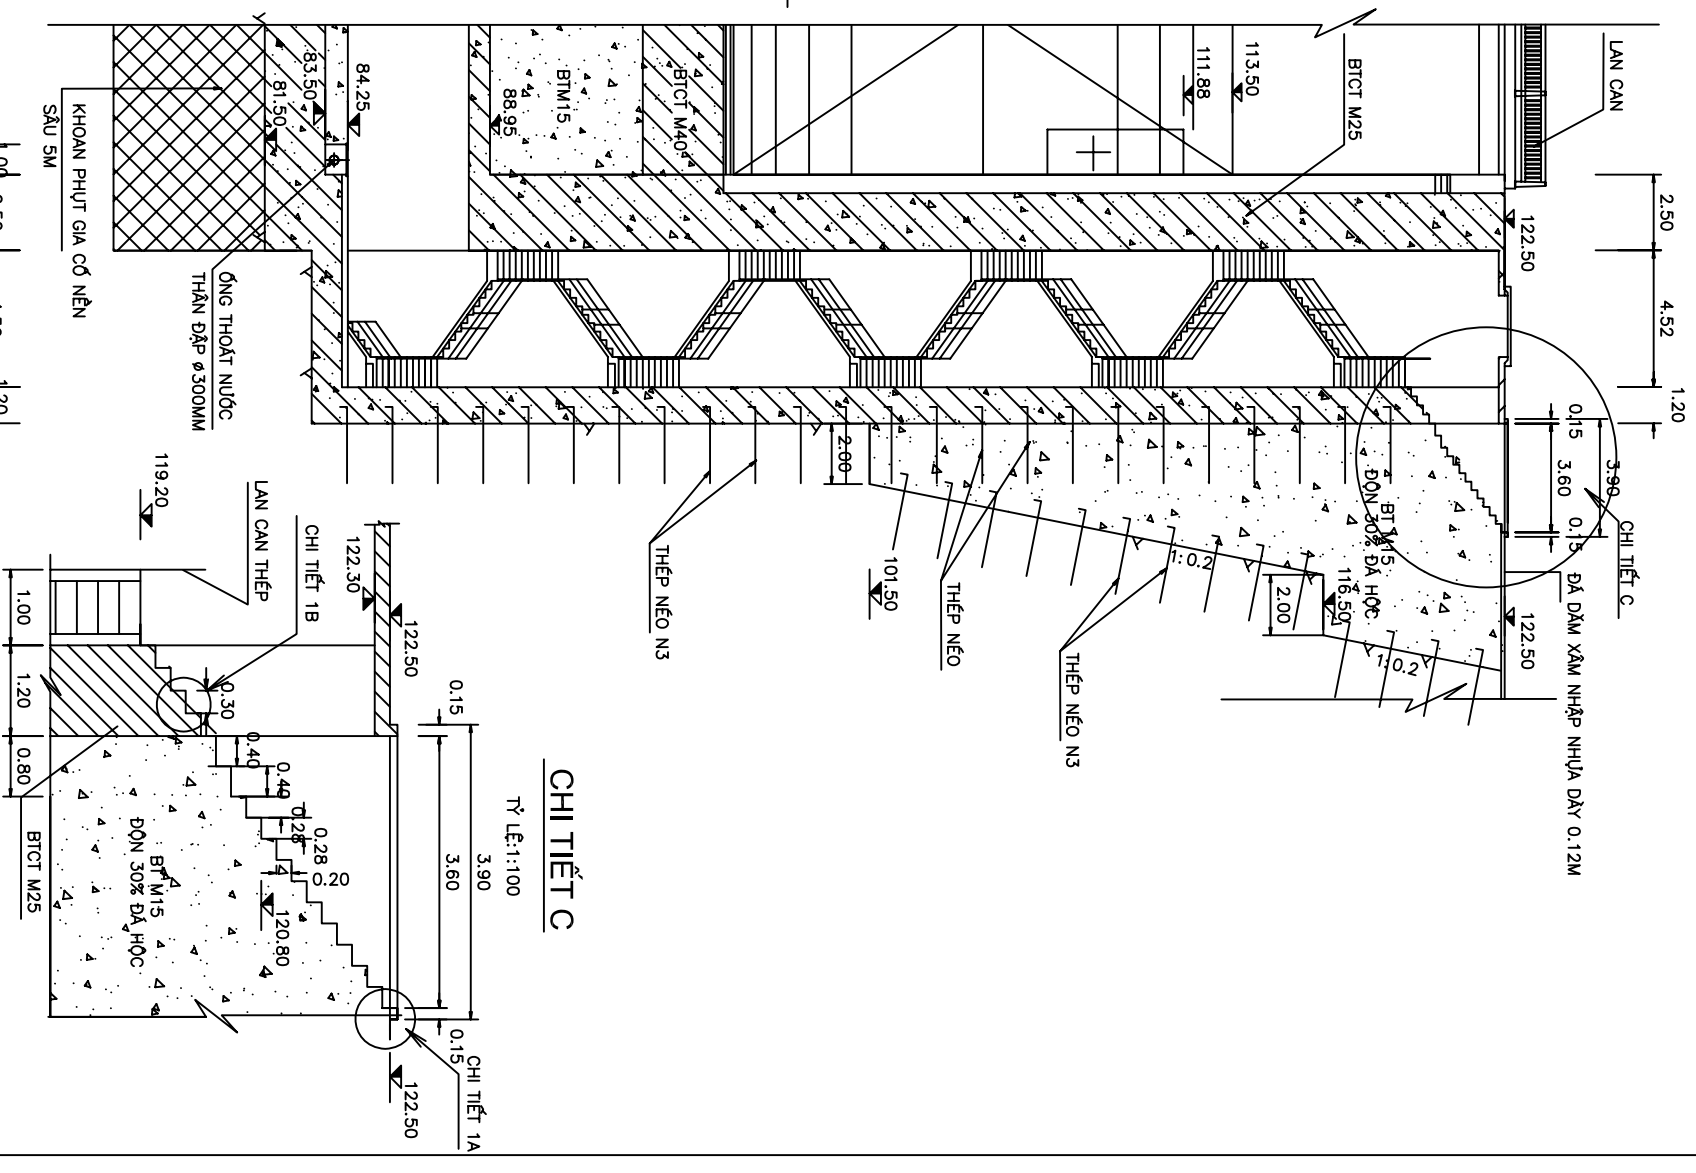 LAN CAN
BTCT M25
113.50
111.88
BTCT M40
BTM15
88.95
84.25
83.50
81.50
KHOAN PHỤT GIA CỐ NỀN
SÂU 5M
ỐNG THOÁT NƯỚC
THÂN ĐẬP ø300MM
2.50
4.52
1.20
122.50
0.15
3.60
0.15
3.90
CHI TIẾT C
BT M15
ĐỘN 30% ĐÁ HỘC
ĐÁ DĂM XÂM NHẬP NHỰA DÀY 0.12M
122.50
116.50
2.00
1:0.2
1:0.2
101.50
2.00
THÉP NÉO N3
THÉP NÉO
THÉP NÉO N3
CHI TIẾT C
TỶ LỆ:1:100
119.20
LAN CAN THÉP
CHI TIẾT 1B
122.30
122.50
0.15
3.90
3.60
0.15
CHI TIẾT 1A
122.50
1.00
1.20
0.80
0.30
0.40
0.40
0.28
0.28
0.20
120.80
BT M15
ĐỘN 30% ĐÁ HỘC
BTCT M25
1.20